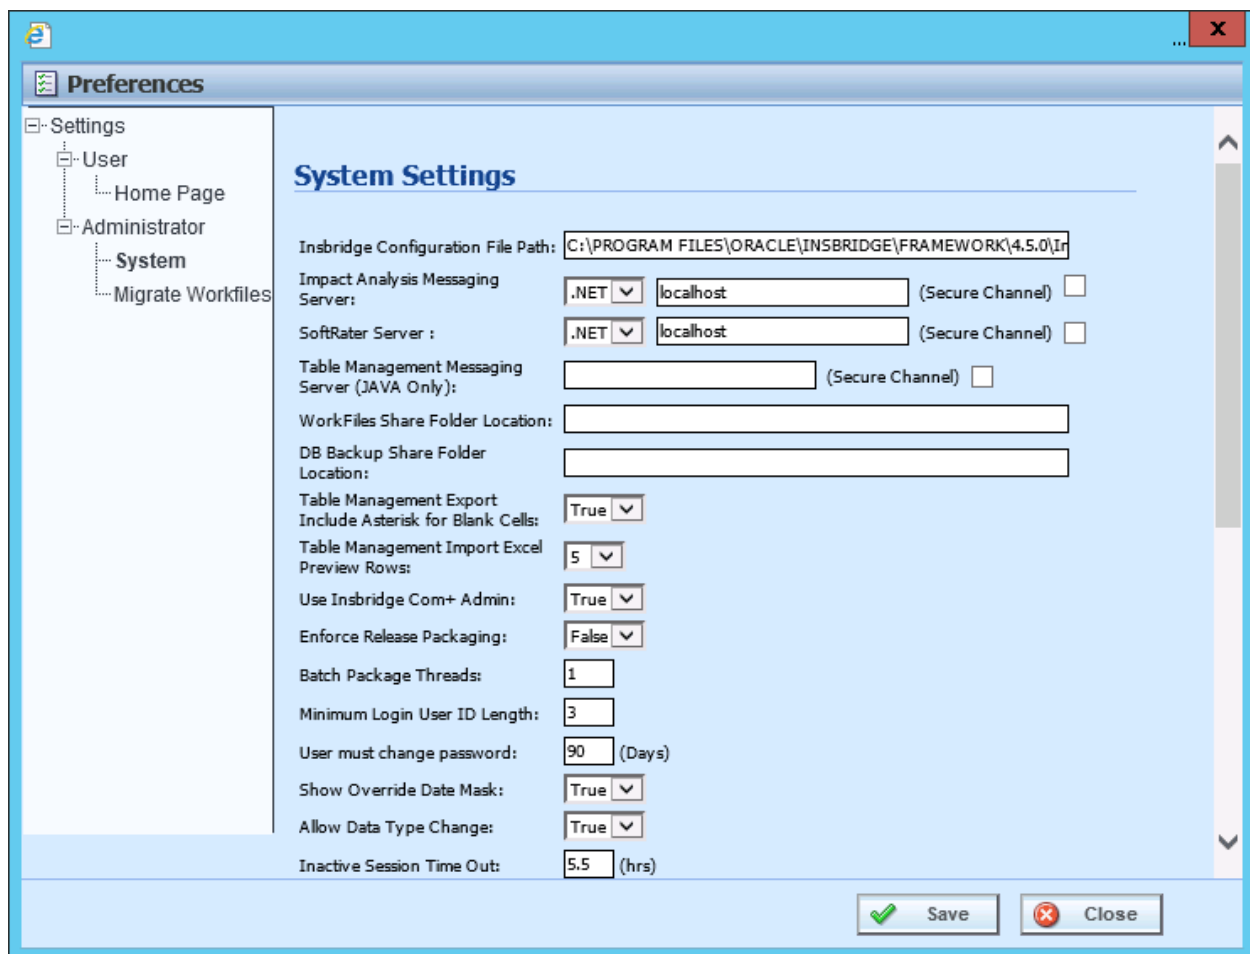 ...
X
Preferences
Settings
User
Home Page
Administrator
System
Migrate Workfiles
System Settings
Insbridge Configuration File Path: C:\PROGRAM FILES\ORACLE\INSBRIDGE\FRAMEWORK\4.5.0\In
Impact Analysis Messaging
Server: .NET localhost (Secure Channel)
SoftRater Server : .NET localhost (Secure Channel)
Table Management Messaging
Server (JAVA Only): (Secure Channel)
WorkFiles Share Folder Location:
DB Backup Share Folder
Location:
Table Management Export
Include Asterisk for Blank Cells: True
Table Management Import Excel
Preview Rows: 5
Use Insbridge Com+ Admin: True
Enforce Release Packaging: False
Batch Package Threads: 1
Minimum Login User ID Length: 3
User must change password: 90 (Days)
Show Override Date Mask: True
Allow Data Type Change: True
Inactive Session Time Out: 5.5 (hrs)
Save Close